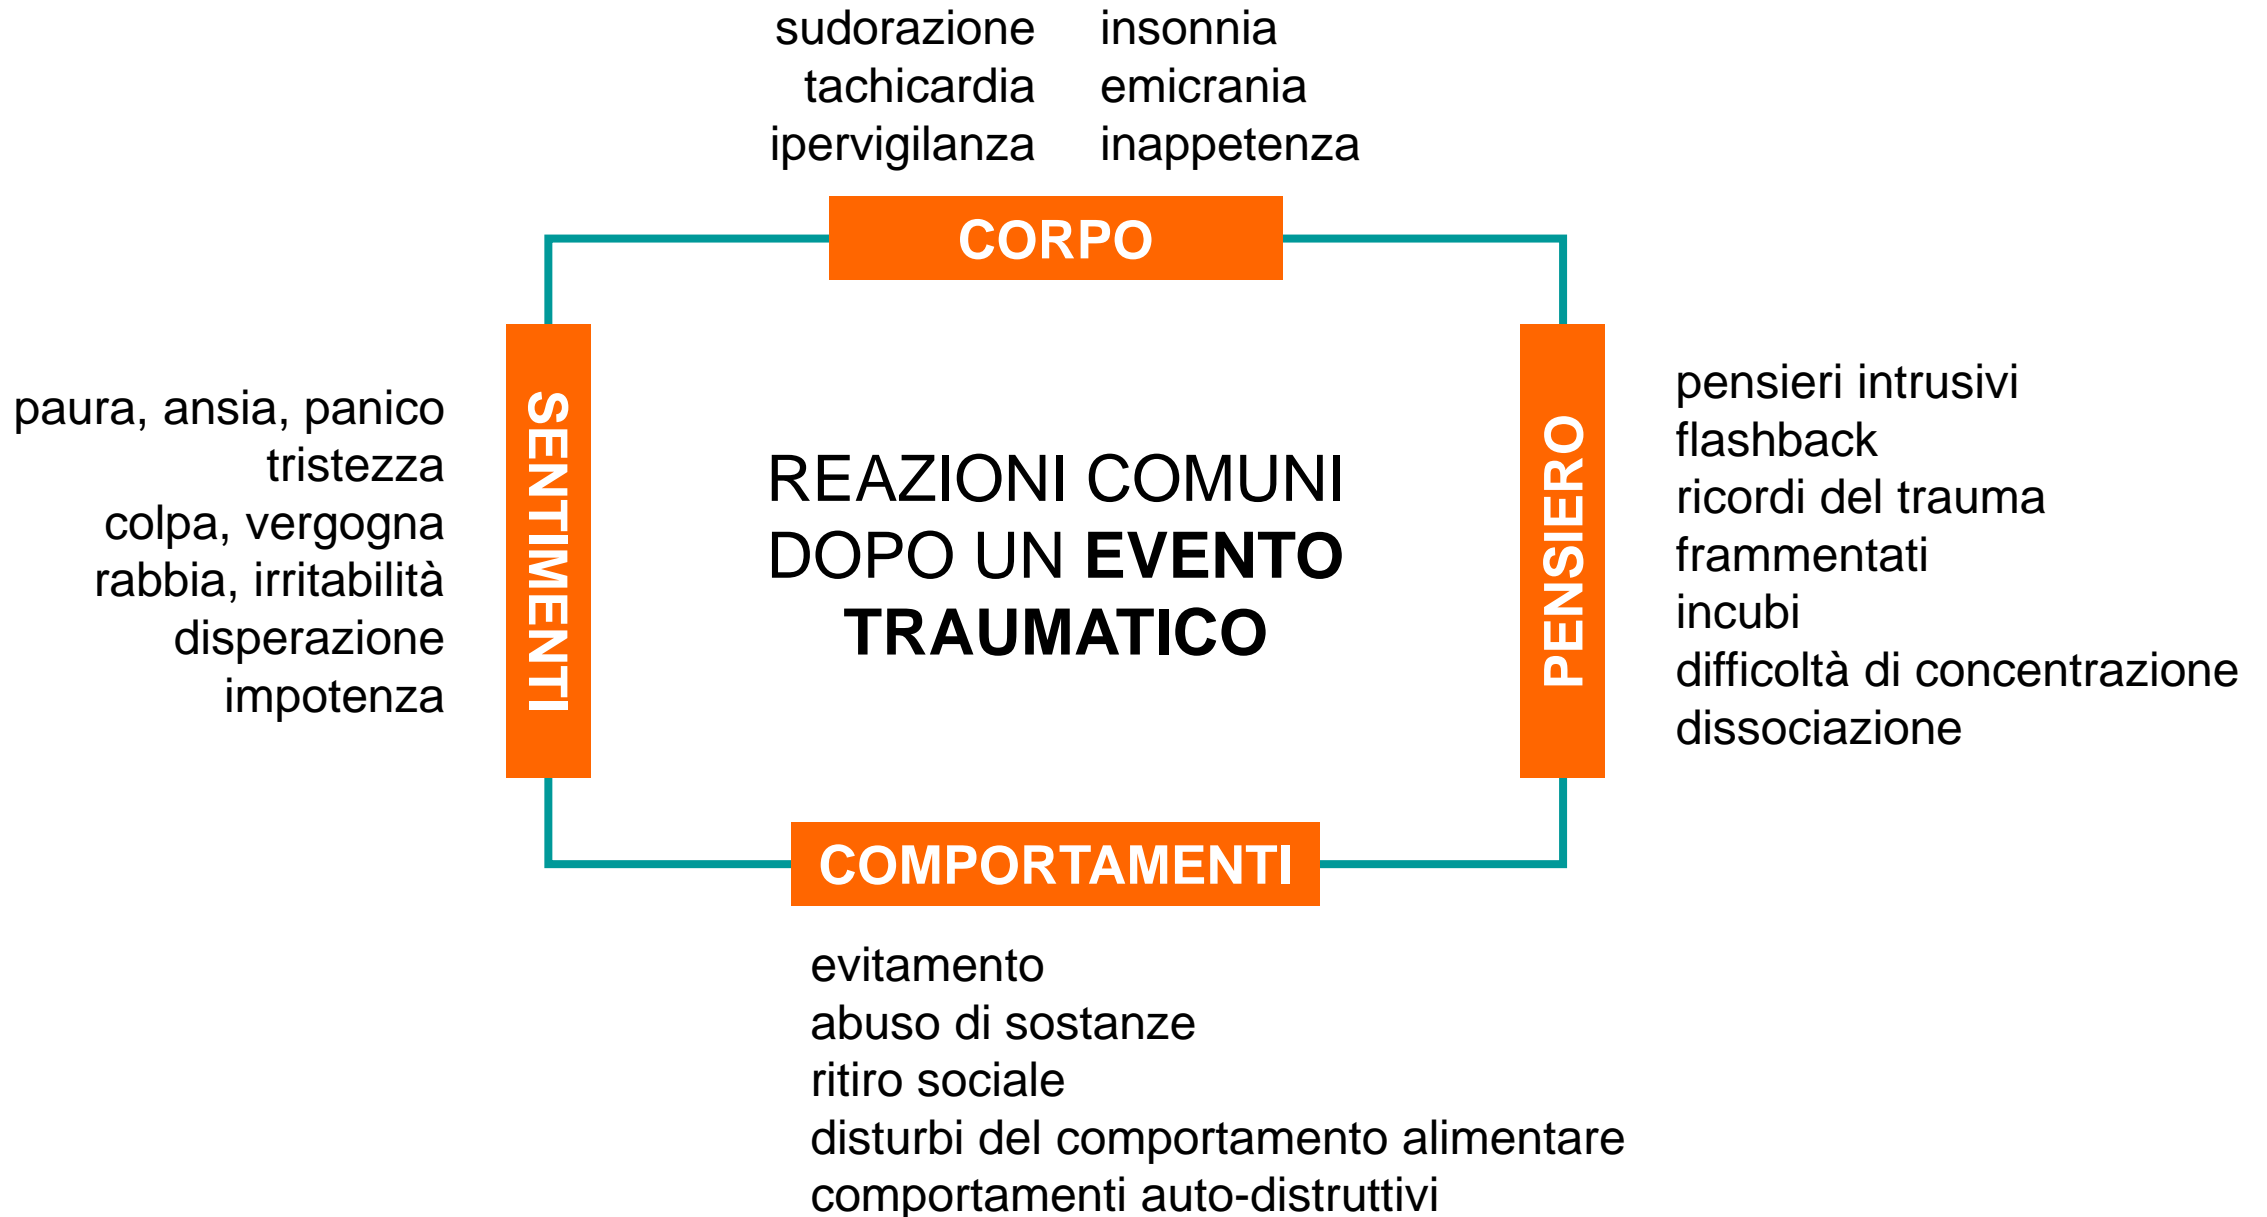 sudorazione insonnia
tachicardia emicrania
ipervigilanza inappetenza
CORPO
paura, ansia, panico
tristezza
colpa, vergogna
rabbia, irritabilità
disperazione
impotenza
SENTIMENTI
REAZIONI COMUNI
DOPO UN EVENTO
TRAUMATICO
PENSIERO
pensieri intrusivi
flashback
ricordi del trauma
frammentati
incubi
difficoltà di concentrazione
dissociazione
COMPORTAMENTI
evitamento
abuso di sostanze
ritiro sociale
disturbi del comportamento alimentare
comportamenti auto-distruttivi